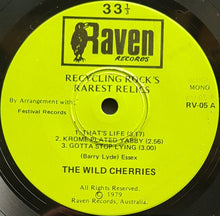 33⅓
Raven
RECORDS
RECYCLING ROCK'S
RAREST RELICS
By Arrangement with
Festival Records
MONO
RV-05 A
1. THAT'S LIFE (3.17)
2. KROME PLATED YABBY (2.56)
3. GOTTA STOP LYING (3.00)
(Barry Lyde) Essex
THE WILD CHERRIES
All Rights Reserved.
℗ 1979
Raven Records, Australia.